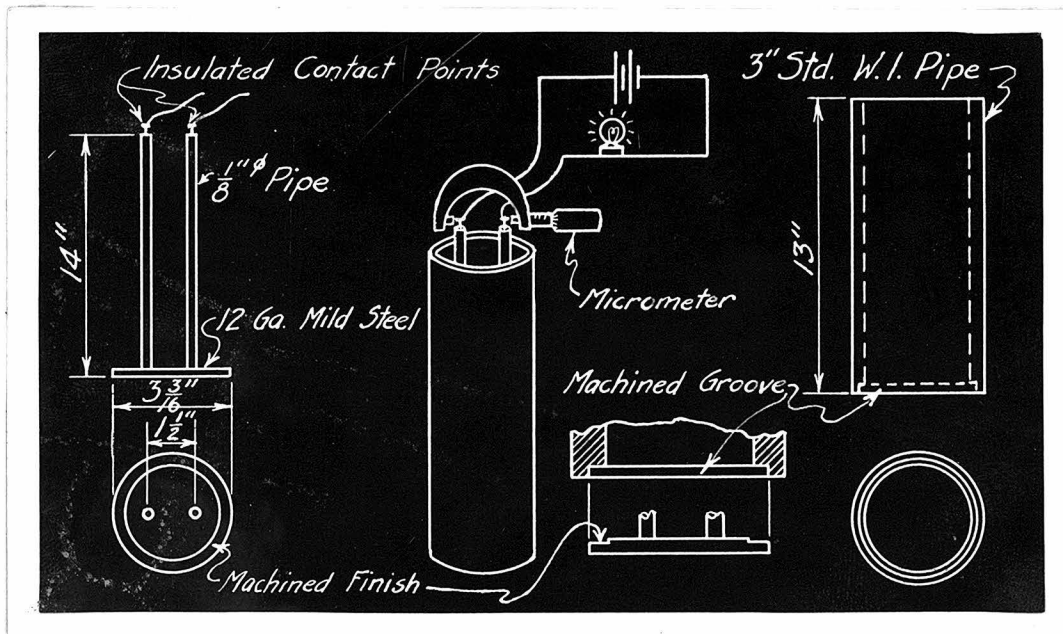 Insulated Contact Points
3" Std. W.I. Pipe
1/8" ø Pipe
14"
13"
Micrometer
12 Ga. Mild Steel
3 3/16"
Machined Groove
1 1/2"
Machined Finish